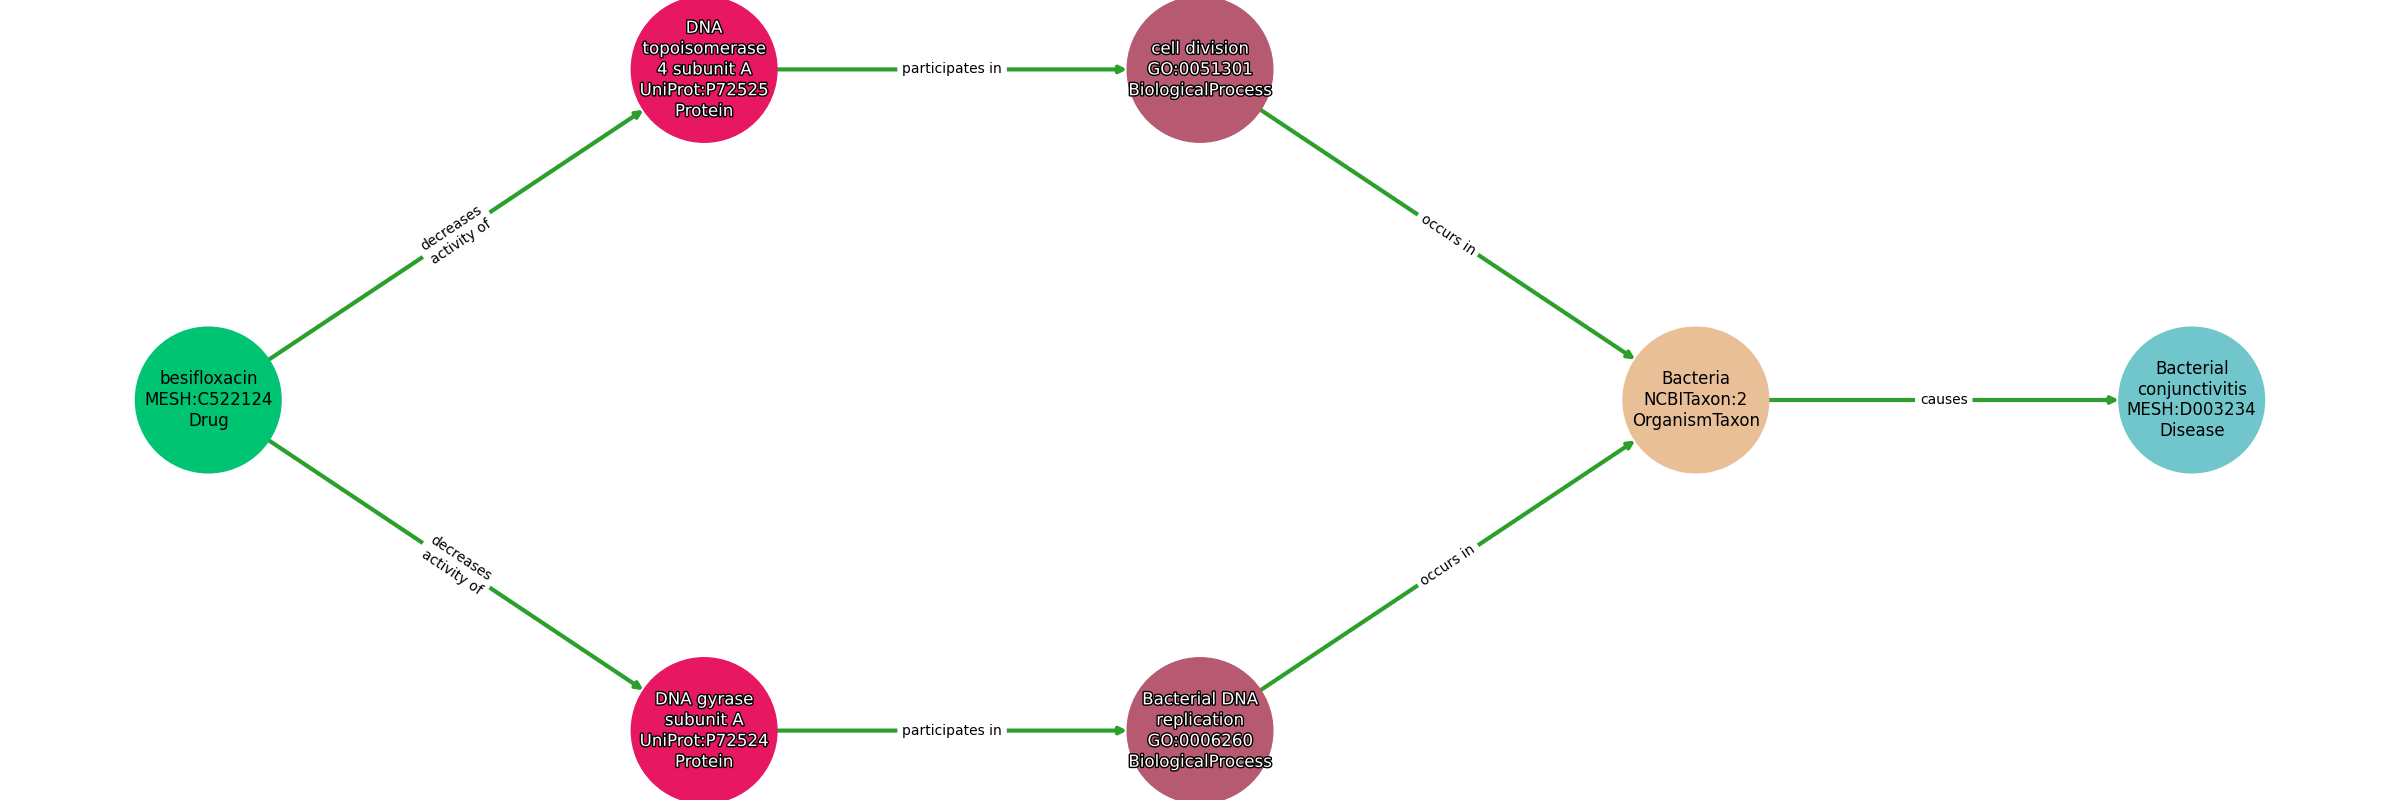 DNA
topoisomerase
4 subunit A
UniProt:P72525
Protein
participates in
cell division
GO:0051301
BiologicalProcess
decreases
activity of
occurs in
besifloxacin
MESH:C522124
Drug
Bacteria
NCBITaxon:2
OrganismTaxon
causes
Bacterial
conjunctivitis
MESH:D003234
Disease
decreases
activity of
occurs in
DNA gyrase
subunit A
UniProt:P72524
Protein
participates in
Bacterial DNA
replication
GO:0006260
BiologicalProcess